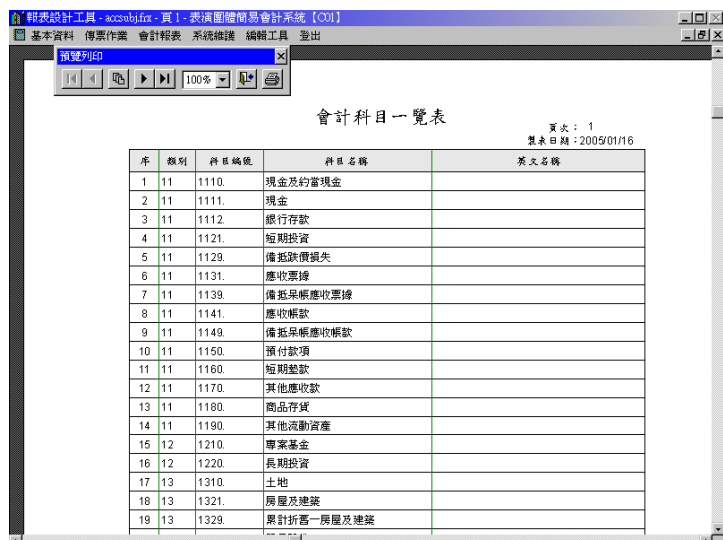 報表設計工具 - accsubj.frx - 頁 1 - 表演團體簡易會計系統【C01】
基本資料 傳票作業 會計報表 系統維護 編輯工具 登出
預覽列印
100%
會計科目一覽表
頁次： 1
製表日期：2005/01/16
序 類別 科目編號 科目名稱 英文名稱
1 11 1110. 現金及約當現金
2 11 1111. 現金
3 11 1112. 銀行存款
4 11 1121. 短期投資
5 11 1129. 備抵跌價損失
6 11 1131. 應收票據
7 11 1139. 備抵呆帳應收票據
8 11 1141. 應收帳款
9 11 1149. 備抵呆帳應收帳款
10 11 1150. 預付款項
11 11 1160. 短期墊款
12 11 1170. 其他應收款
13 11 1180. 商品存貨
14 11 1190. 其他流動資產
15 12 1210. 專案基金
16 12 1220. 長期投資
17 13 1310. 土地
18 13 1321. 房屋及建築
19 13 1329. 累計折舊－房屋及建築